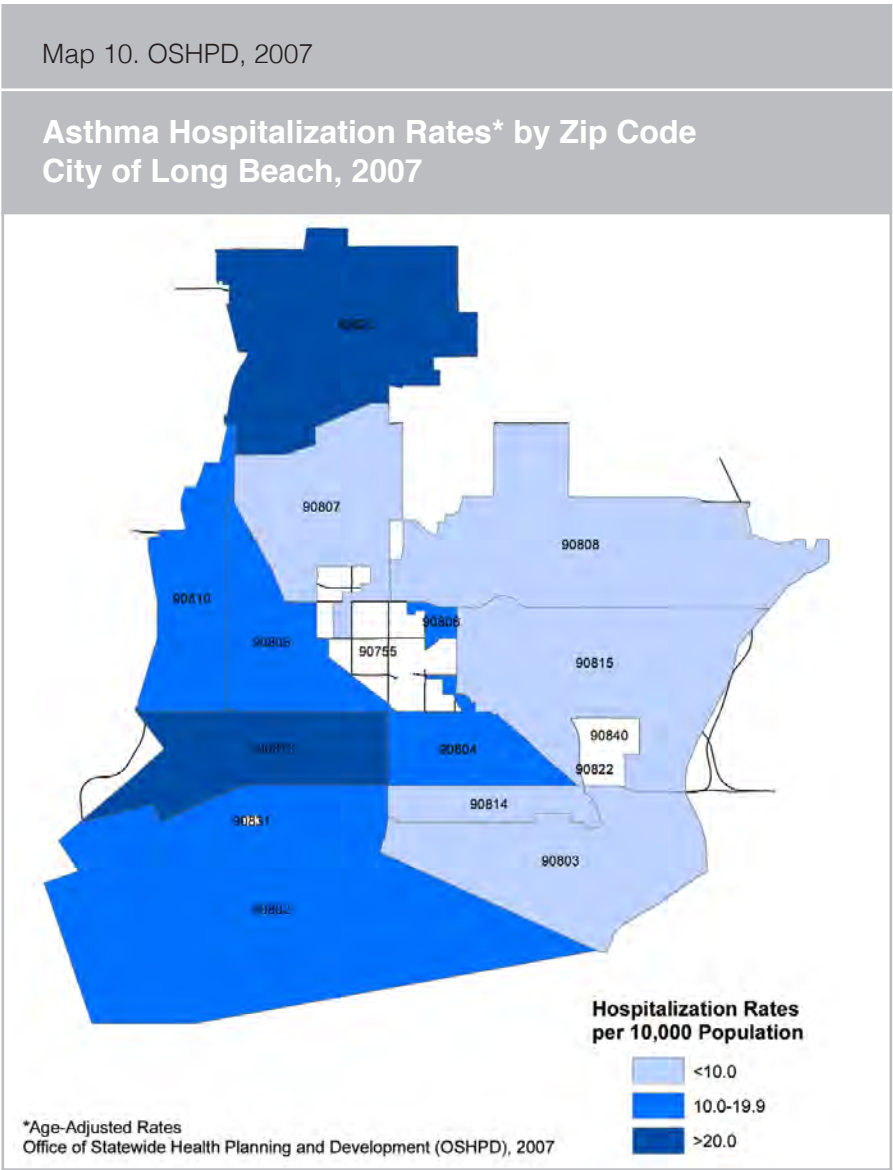 Map 10. OSHPD, 2007
Asthma Hospitalization Rates* by Zip Code
City of Long Beach, 2007
90807
90808
90810
90806
90806
90755
90815
90840
90804
90822
90814
90831
90803
90802
Hospitalization Rates
per 10,000 Population
<10.0
10.0-19.9
>20.0
*Age-Adjusted Rates
Office of Statewide Health Planning and Development (OSHPD), 2007